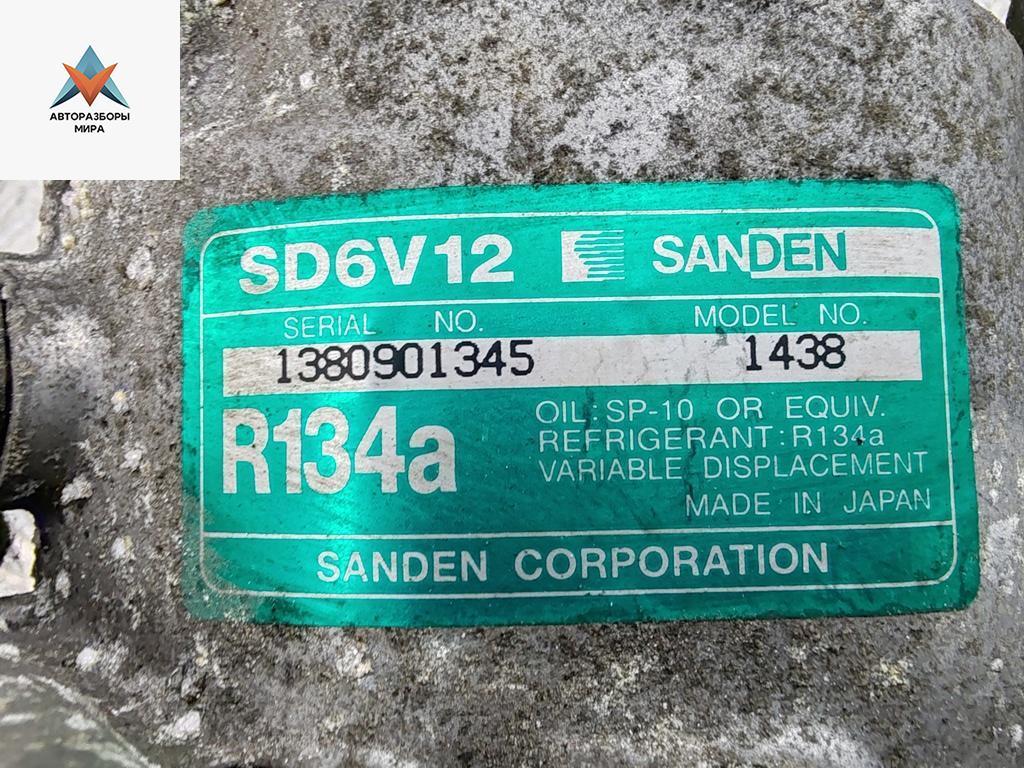 АВТОРАЗБОРЫ
МИРА
SD6V12 SANDEN
SERIAL NO. MODEL NO.
1380901345 1438
R134a
OIL: SP-10 OR EQUIV.
REFRIGERANT: R134a
VARIABLE DISPLACEMENT
MADE IN JAPAN
SANDEN CORPORATION